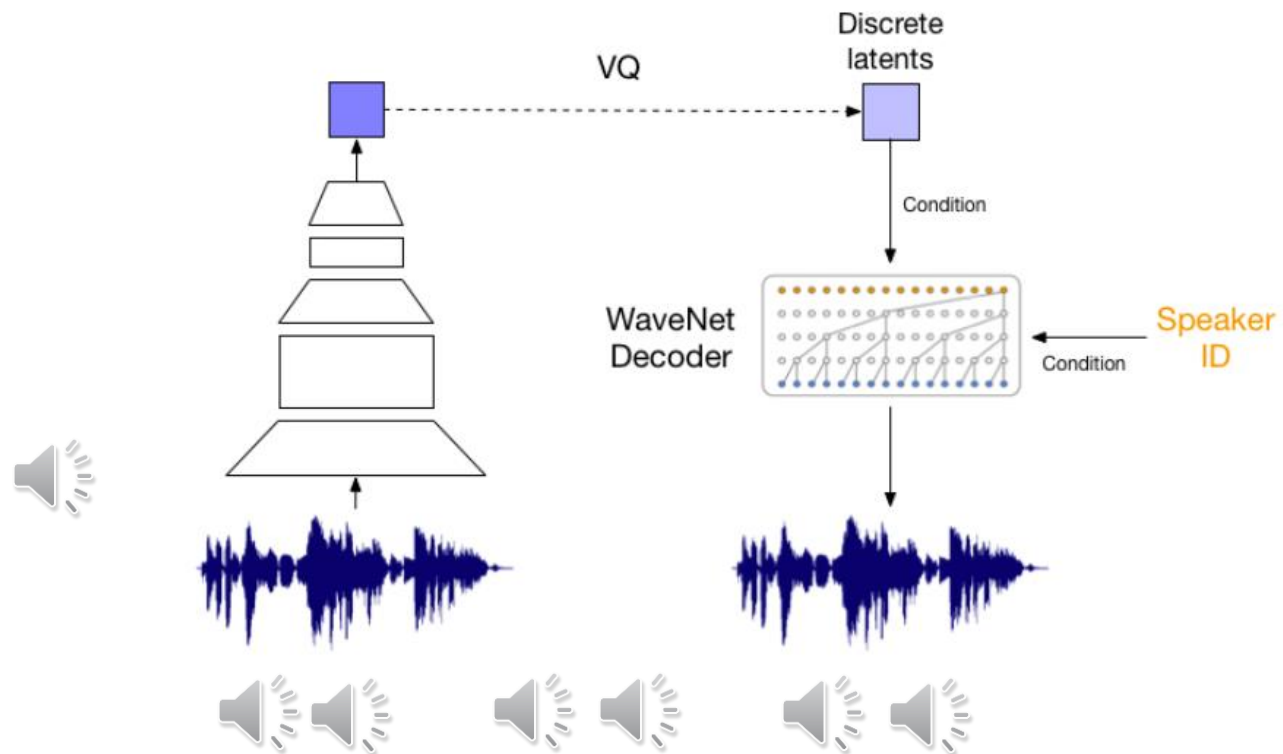 Discrete
latents
VQ
Condition
WaveNet
Decoder
Speaker
ID
Condition